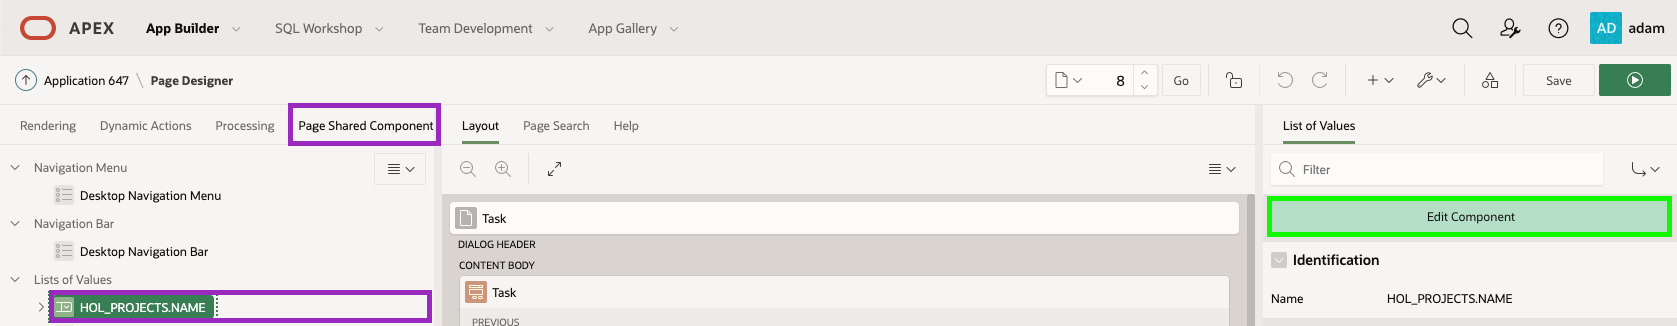 APEX App Builder SQL Workshop Team Development App Gallery AD adam
Application 647 \ Page Designer 8 Go Save
Rendering Dynamic Actions Processing Page Shared Component Layout Page Search Help List of Values
Navigation Menu
Filter
Desktop Navigation Menu
Navigation Bar
Task
Edit Component
Desktop Navigation Bar
DIALOG HEADER
CONTENT BODY
Identification
Lists of Values
Task
HOL_PROJECTS.NAME
Name HOL_PROJECTS.NAME
PREVIOUS